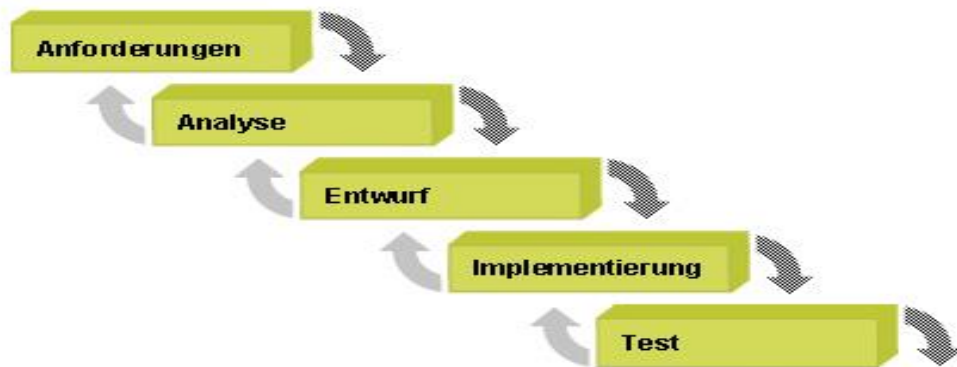 Anforderungen
Analyse
Entwurf
Implementierung
Test